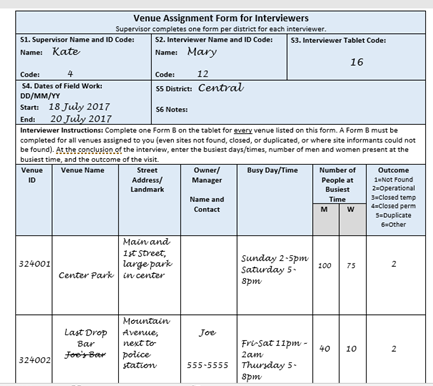 Venue Assignment Form for Interviewers
Supervisor completes one form per district for each interviewer.
S1. Supervisor Name and ID Code:
Name: Kate
Code: 4
S2. Interviewer Name and ID Code:
Name: Mary
Code: 12
S3. Interviewer Tablet Code:
16
S4. Dates of Field Work:
DD/MM/YY
Start: 18 July 2017
End: 20 July 2017
S5 District: Central
S6 Notes:
Interviewer Instructions: Complete one Form B on the tablet for every venue listed on this form. A Form B must be
completed for all venues assigned to you (even sites not found, closed, or duplicated, or where site informants could not
be found). At the conclusion of the interview, enter the busiest days/times, number of men and women present at the
busiest time, and the outcome of the visit.
Venue
ID
Venue Name
Street
Address/
Landmark
Owner/
Manager
Name and
Contact
Busy Day/Time
Number of
People at
Busiest
Time
M W
Outcome
1=Not Found
2=Operational
3=Closed temp
4=Closed perm
5=Duplicate
6=Other
324001
Center Park
Main and
1st Street,
large park
in center
Sunday 2-5pm
Saturday 5-
8pm
100
75
2
324002
Last Drop
Bar
Joe's Bar
Mountain
Avenue,
next to
police
station
Joe
555-5555
Fri-Sat 11pm -
2am
Thursday 5-
8pm
40
10
2